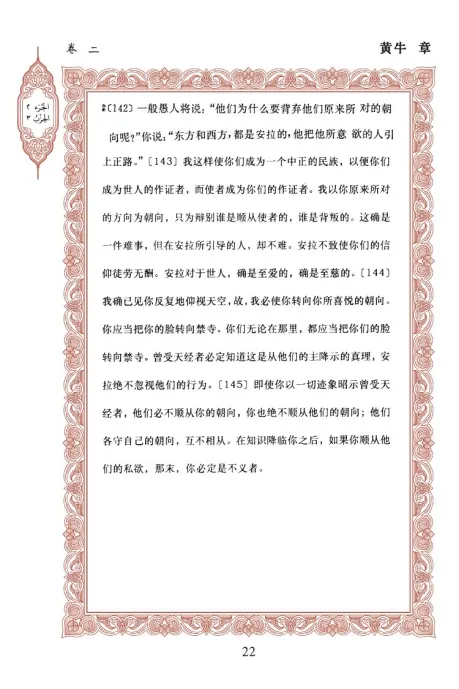 卷 二
黄牛 章
الجزء ٢
الحزب ٣
2〔142〕一般愚人将说：“他们为什么要背弃他们原来所 对的朝
向呢？”你说：“东方和西方，都是安拉的，他把他所意 欲的人引
上正路。”〔143〕我这样使你们成为一个中正的民族，以便你们
成为世人的作证者，而使者成为你们的作证者。我以你原来所对
的方向为朝向，只为辩别谁是顺从使者的，谁是背叛的。这确是
一件难事，但在安拉所引导的人，却不难。安拉不致使你们的信
仰徒劳无酬。安拉对于世人，确是至爱的，确是至慈的。〔144〕
我确已见你反复地仰视天空，故，我必使你转向你所喜悦的朝向。
你应当把你的脸转向禁寺。你们无论在那里，都应当把你们的脸
转向禁寺。曾受天经者必定知道这是从他们的主降示的真理，安
拉绝不忽视他们的行为。〔145〕即使你以一切迹象昭示曾受天
经者，他们必不顺从你的朝向，你也绝不顺从他们的朝向；他们
各守自己的朝向，互不相从。在知识降临你之后，如果你顺从他
们的私欲，那末，你必定是不义者。
22